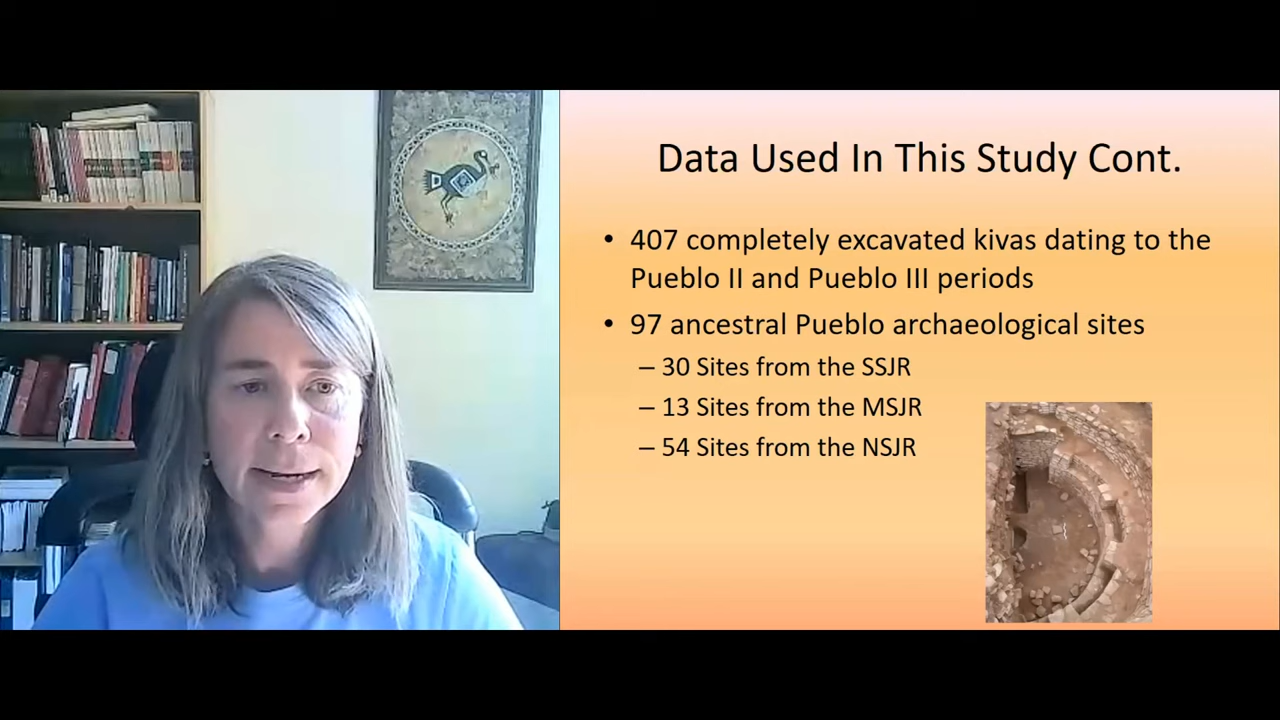 Data Used In This Study Cont.
• 407 completely excavated kivas dating to the
Pueblo II and Pueblo III periods
• 97 ancestral Pueblo archaeological sites
– 30 Sites from the SSJR
– 13 Sites from the MSJR
– 54 Sites from the NSJR